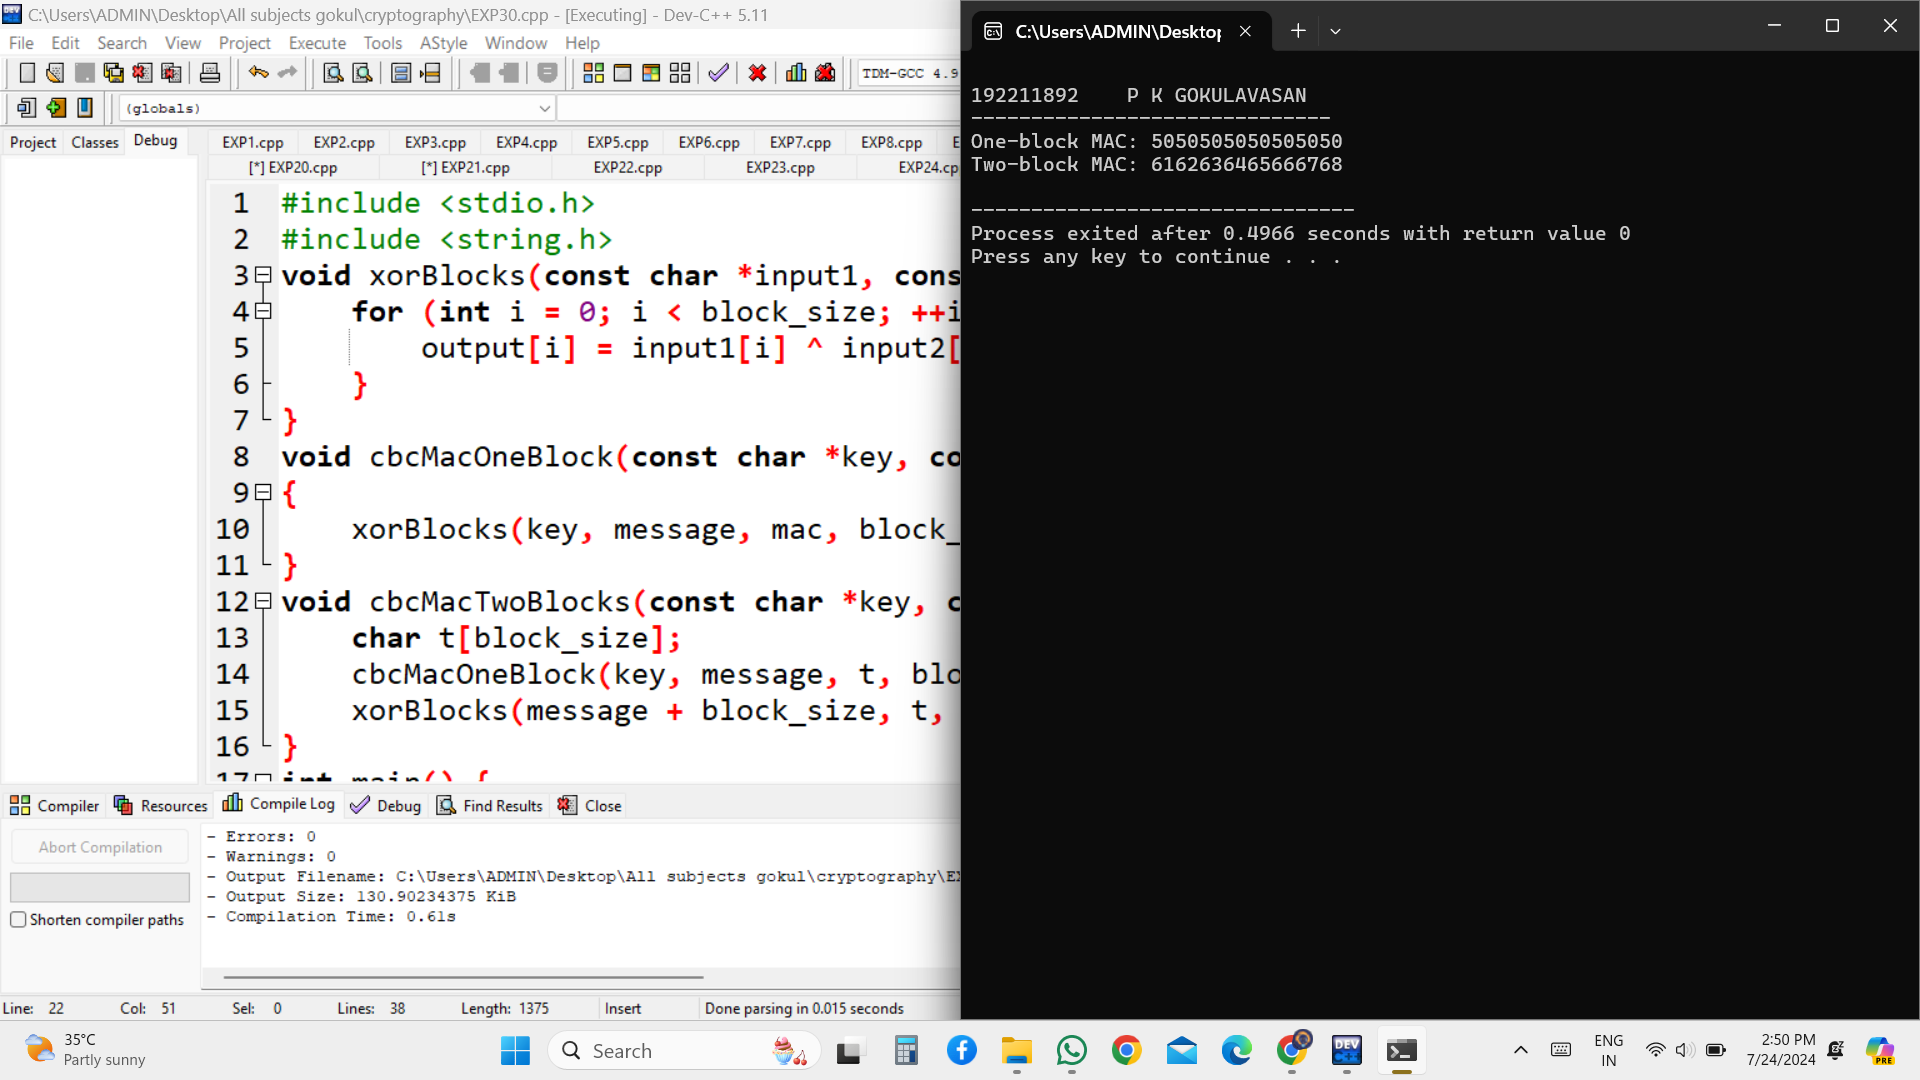 C:\Users\ADMIN\Desktop\All subjects gokul\cryptography\EXP30.cpp - [Executing] - Dev-C++ 5.11
File Edit Search View Project Execute Tools AStyle Window Help
TDM-GCC 4.9
(globals)
Project Classes Debug
EXP1.cpp EXP2.cpp EXP3.cpp EXP4.cpp EXP5.cpp EXP6.cpp EXP7.cpp EXP8.cpp
[*] EXP20.cpp [*] EXP21.cpp EXP22.cpp EXP23.cpp EXP24.cp
1 #include <stdio.h>
2 #include <string.h>
3 void xorBlocks(const char *input1, cons
4 for (int i = 0; i < block_size; ++i
5 output[i] = input1[i] ^ input2[
6 }
7 }
8 void cbcMacOneBlock(const char *key, co
9 {
10 xorBlocks(key, message, mac, block_
11 }
12 void cbcMacTwoBlocks(const char *key, c
13 char t[block_size];
14 cbcMacOneBlock(key, message, t, blo
15 xorBlocks(message + block_size, t,
16 }
17 int main() {
Compiler Resources Compile Log Debug Find Results Close
Abort Compilation
Shorten compiler paths
- Errors: 0
- Warnings: 0
- Output Filename: C:\Users\ADMIN\Desktop\All subjects gokul\cryptography\EX
- Output Size: 130.90234375 KiB
- Compilation Time: 0.61s
Line: 22 Col: 51 Sel: 0 Lines: 38 Length: 1375 Insert Done parsing in 0.015 seconds
C:\Users\ADMIN\Desktop
192211892 P K GOKULAVASAN
------------------------------
One-block MAC: 5050505050505050
Two-block MAC: 6162636465666768
--------------------------------
Process exited after 0.4966 seconds with return value 0
Press any key to continue . . .
35°C
Partly sunny
Search
DEV C++
PRE
ENG
IN
2:50 PM
7/24/2024